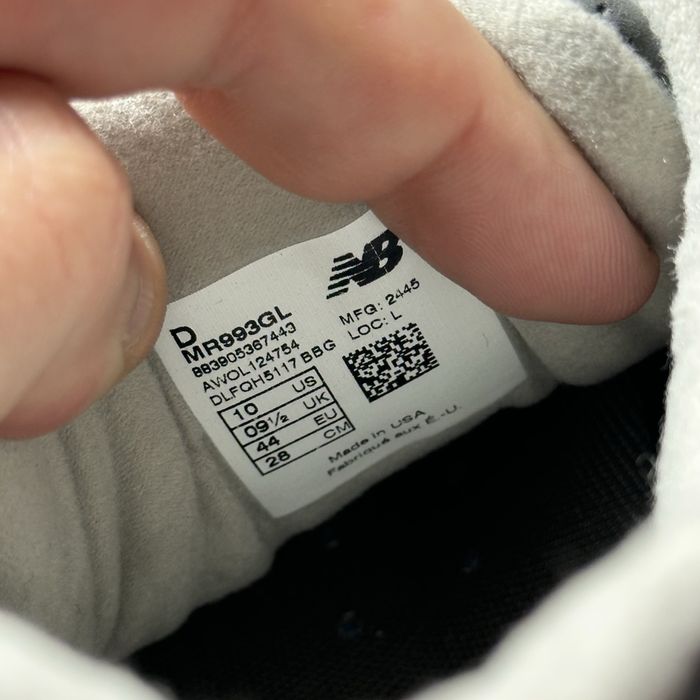 D
MR993GL
883905367443
AWOL124754
DLFQH5117 BBG
10 US
09½ UK
44 EU
28 CM
NB
MFG: 2445
LOC: L
Made in USA
Fabriqué aux É.-U.